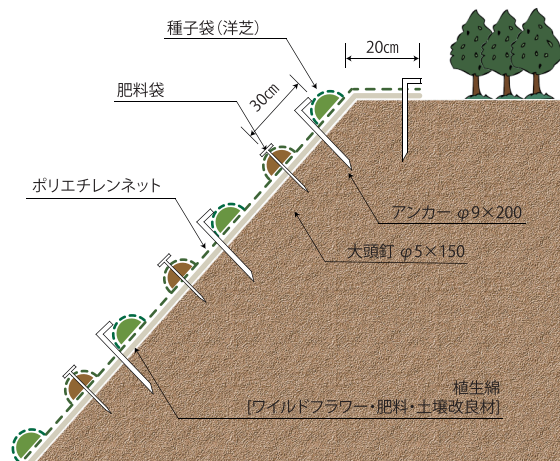 種子袋（洋芝）
20㎝
30㎝
肥料袋
ポリエチレンネット
アンカー φ9×200
大頭釘 φ5×150
植生綿
[ワイルドフラワー・肥料・土壌改良材]